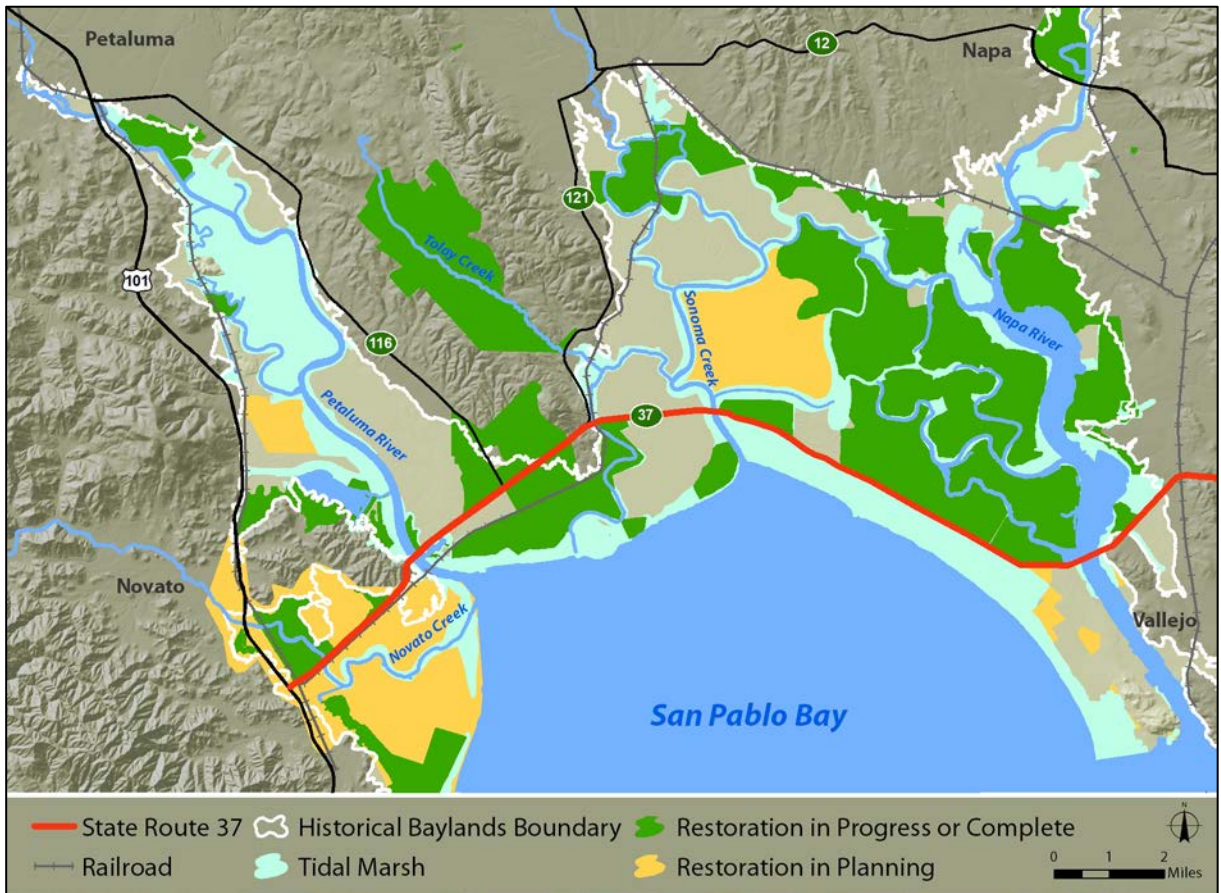 Petaluma
12
Napa
121
Tolay Creek
101
Sonoma Creek
Napa River
116
37
Petaluma River
Novato
Novato Creek
Vallejo
San Pablo Bay
State Route 37
Historical Baylands Boundary
Restoration in Progress or Complete
N
Railroad
Tidal Marsh
Restoration in Planning
0 1 2
Miles